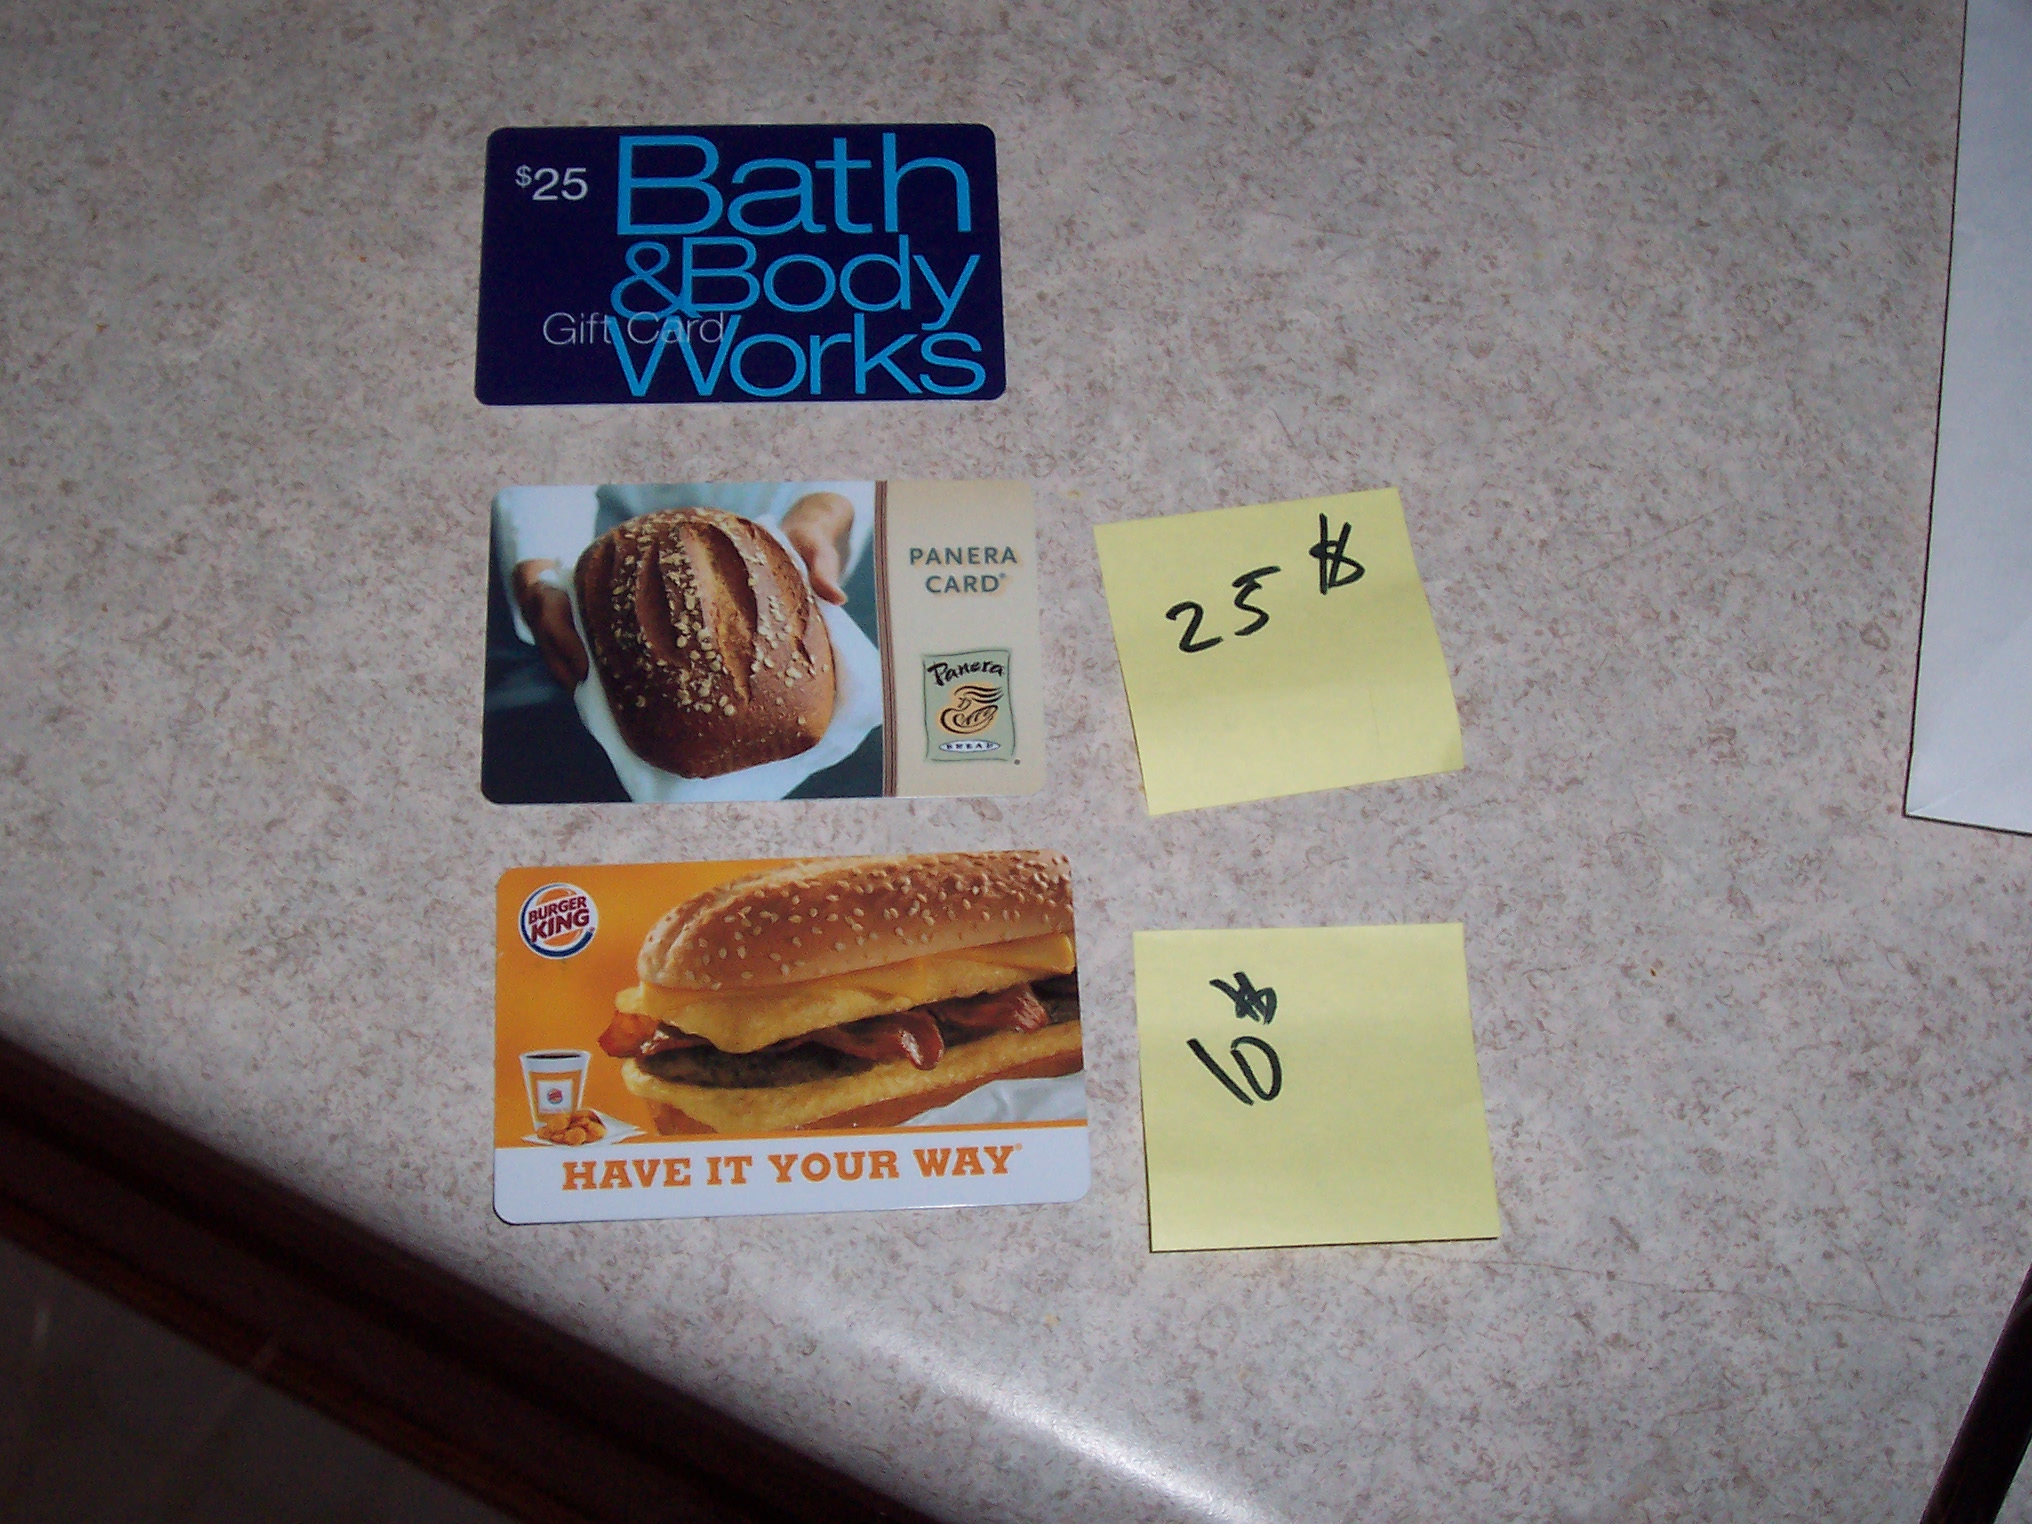 $25
Bath
&Body
Works
Gift Card
PANERA
CARD®
Panera
BREAD
25 $
BURGER
KING
HAVE IT YOUR WAY®
$
10